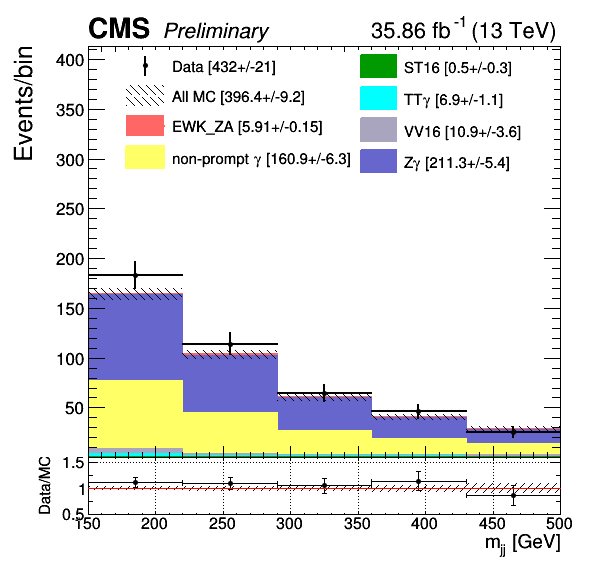 CMS Preliminary 35.86 fb⁻¹ (13 TeV)
Events/bin
400
350
300
250
200
150
100
50
Data [432+/-21]
All MC [396.4+/-9.2]
EWK_ZA [5.91+/-0.15]
non-prompt γ [160.9+/-6.3]
ST16 [0.5+/-0.3]
TTγ [6.9+/-1.1]
VV16 [10.9+/-3.6]
Zγ [211.3+/-5.4]
Data/MC
1.5
1
0.5
150 200 250 300 350 400 450 500
m_jj [GeV]